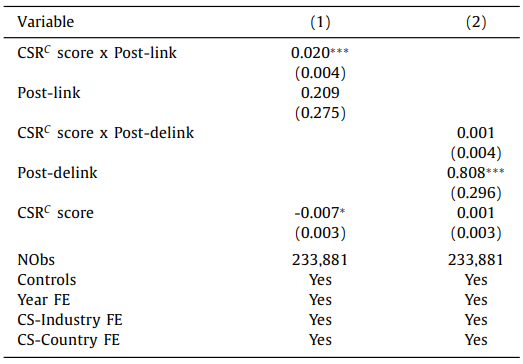 Variable (1) (2)
CSRᶜ score x Post-link 0.020***
(0.004)
Post-link 0.209
(0.275)
CSRᶜ score x Post-delink 0.001
(0.004)
Post-delink 0.808***
(0.296)
CSRᶜ score -0.007* 0.001
(0.003) (0.003)
NObs 233,881 233,881
Controls Yes Yes
Year FE Yes Yes
CS-Industry FE Yes Yes
CS-Country FE Yes Yes